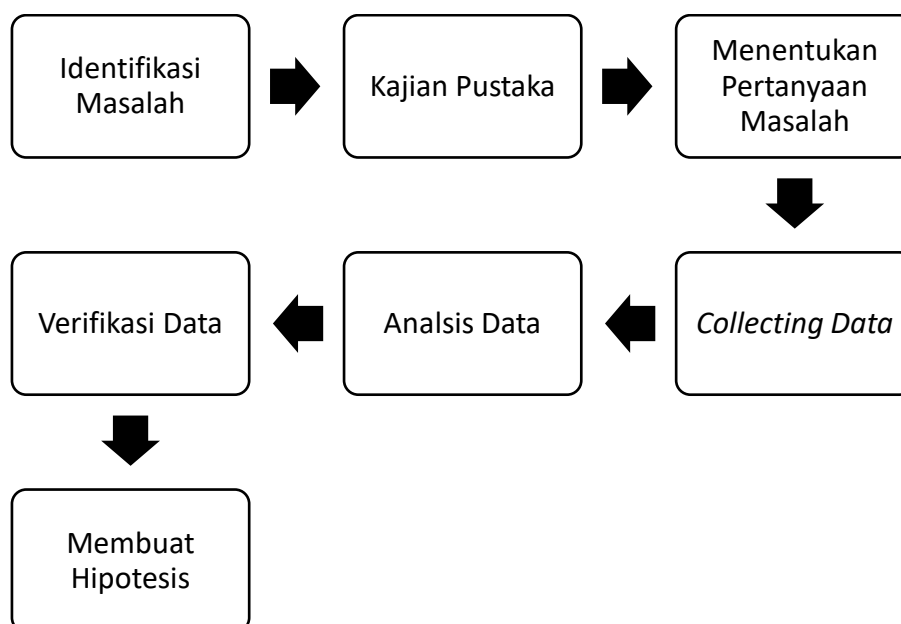 Identifikasi
Masalah
Kajian Pustaka
Menentukan
Pertanyaan
Masalah
Collecting Data
Analsis Data
Verifikasi Data
Membuat
Hipotesis